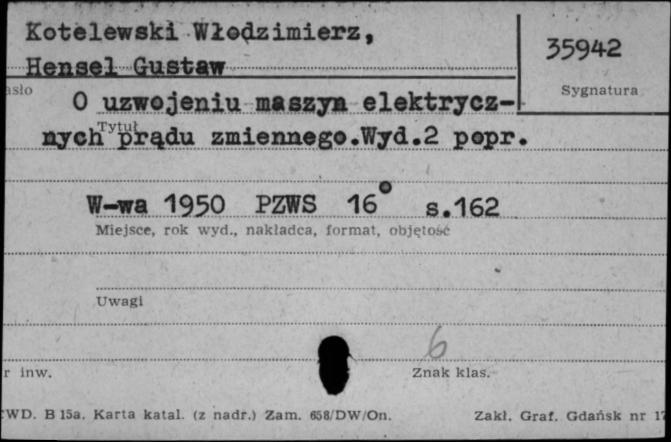 Kotelewski Włodzimierz,
Hensel Gustaw
35942
Sygnatura
asło
O uzwojeniu maszyn elektrycz-
nych prądu zmiennego.Wyd.2 popr.
Tytuł
W-wa 1950 PZWS 16° s.162
Miejsce, rok wyd., nakładca, format, objętość
Uwagi
6
r inw.
Znak klas.
WD. B 15a. Karta katal. (z nadr.) Zam. 658/DW/On.
Zakł. Graf. Gdańsk nr 17